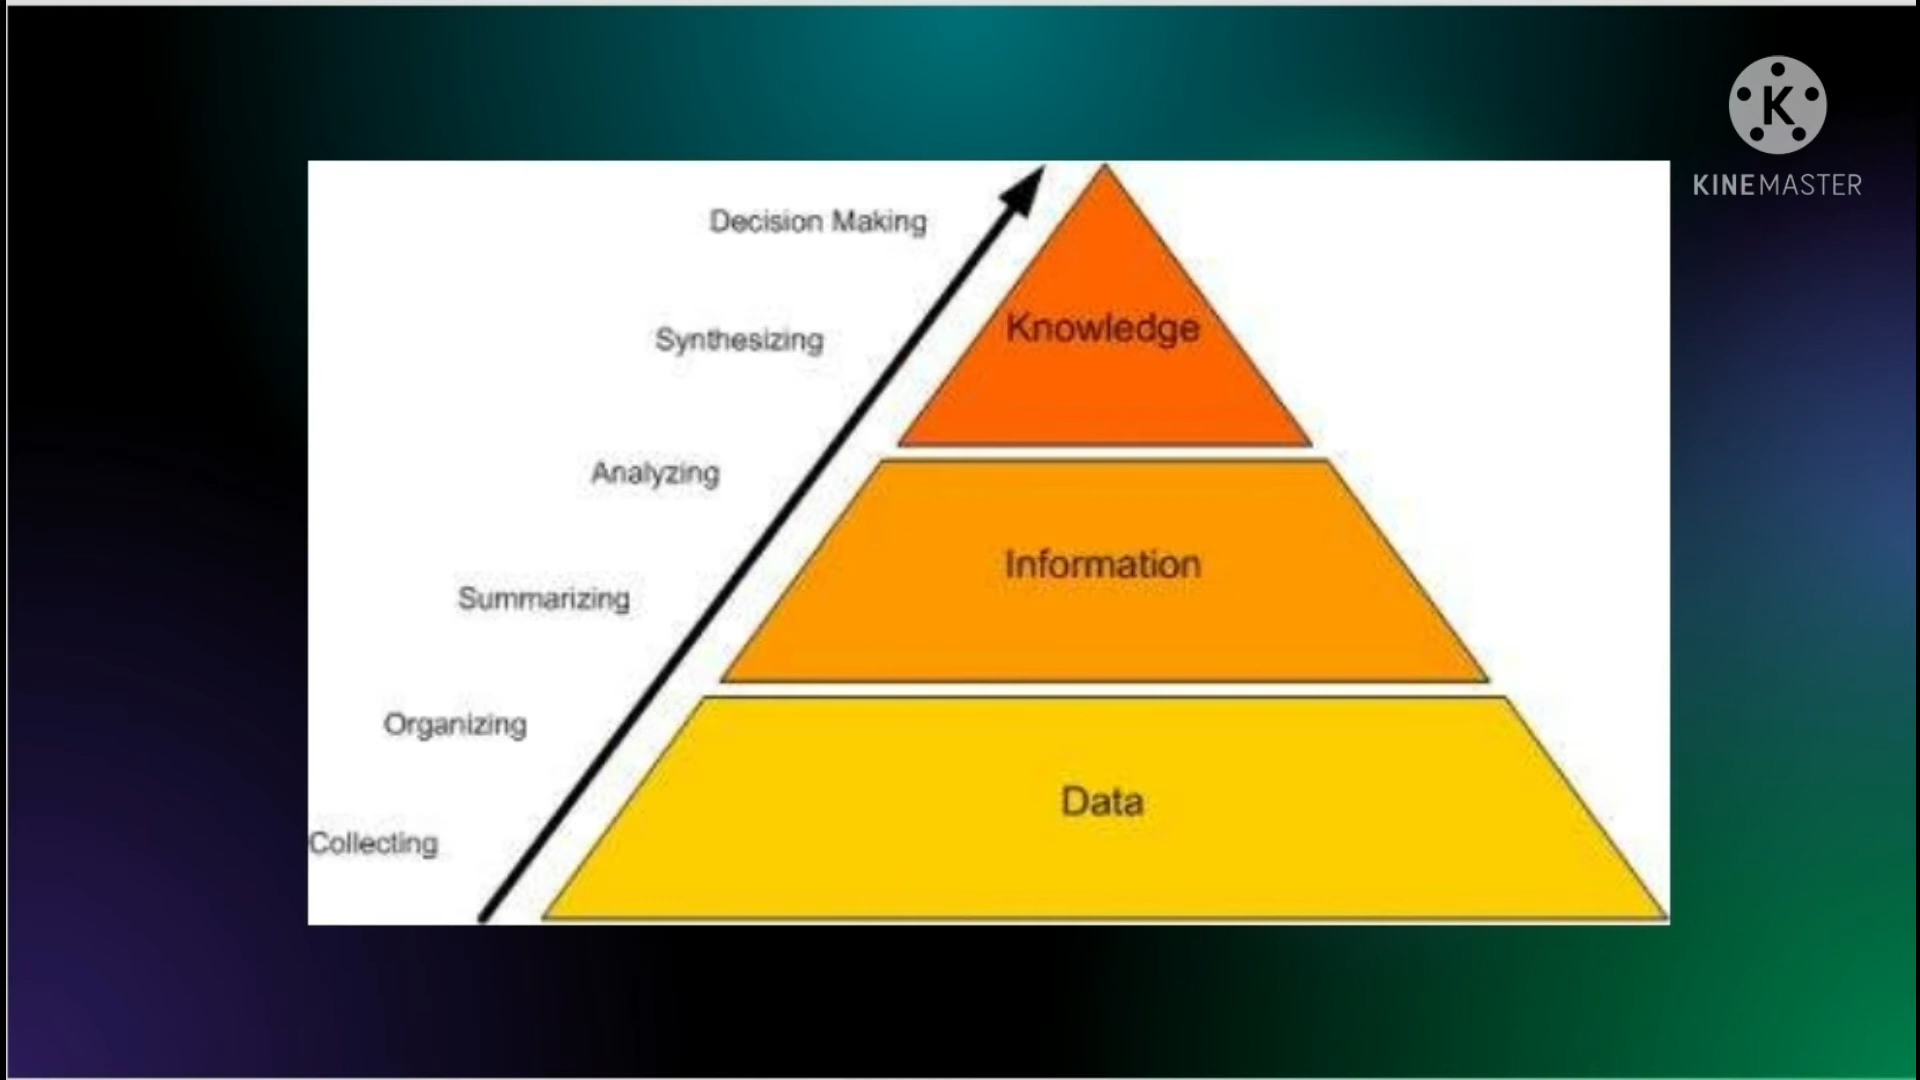 K
KINEMASTER
Decision Making
Knowledge
Synthesizing
Analyzing
Information
Summarizing
Organizing
Data
Collecting